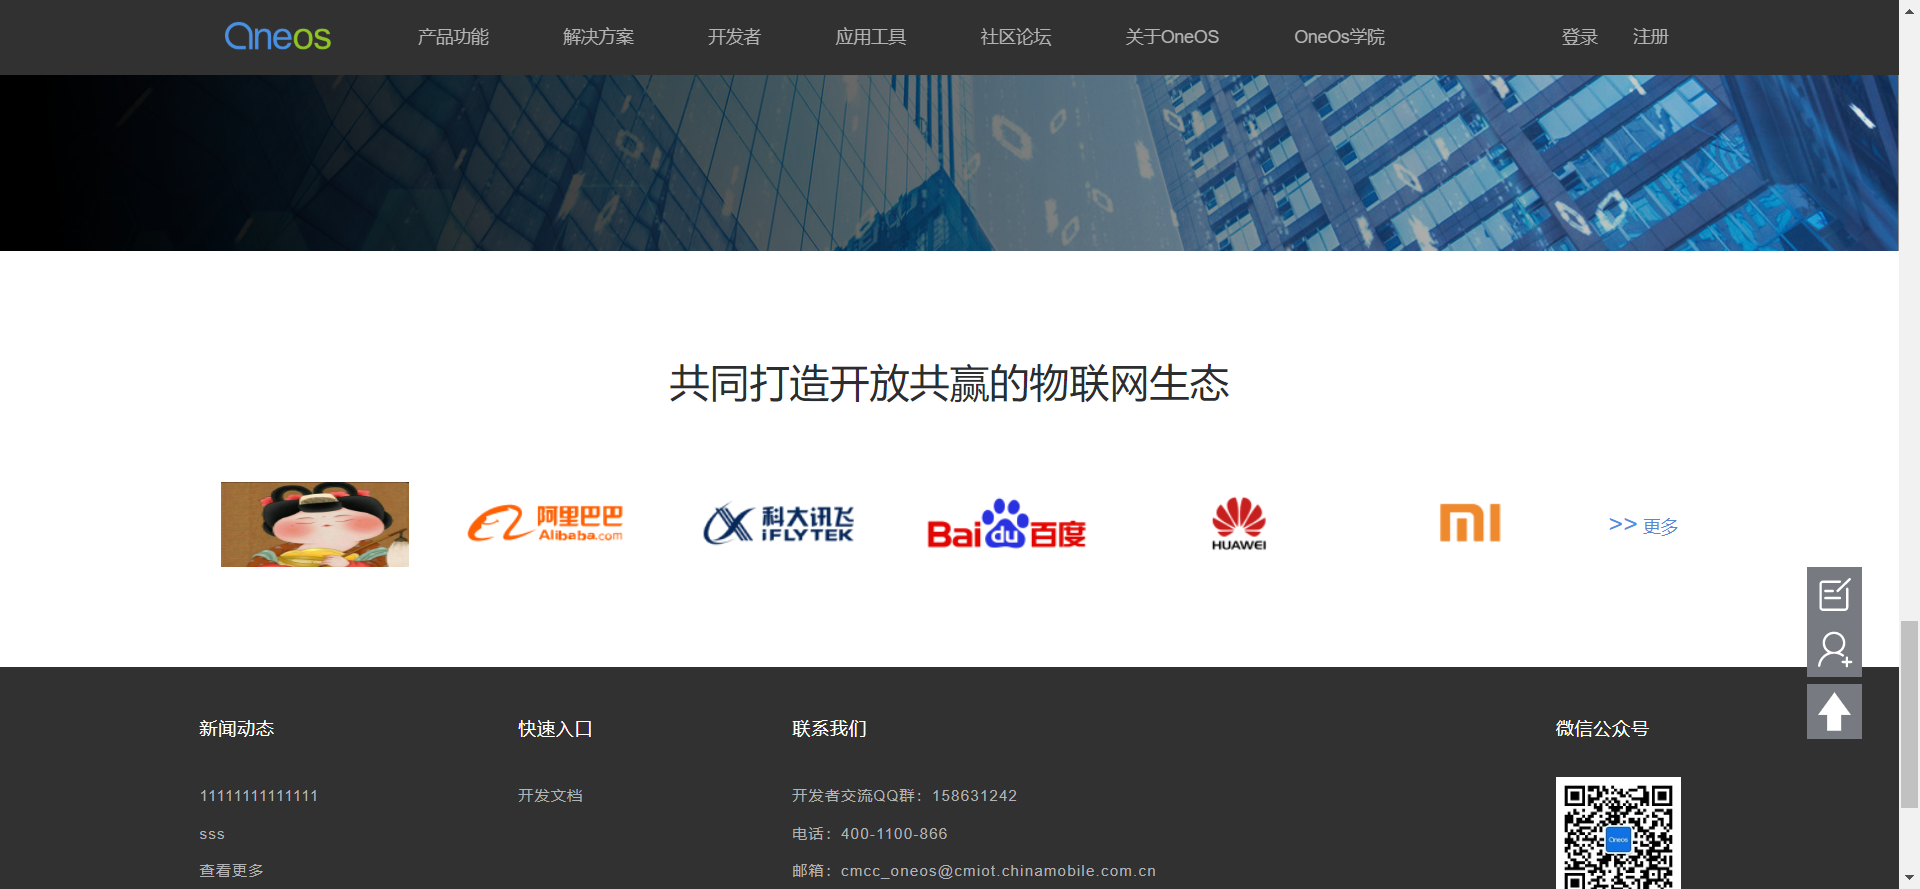 Oneos 产品功能 解决方案 开发者 应用工具 社区论坛 关于OneOS OneOs学院 登录 注册
共同打造开放共赢的物联网生态
阿里巴巴
Alibaba.com
科大讯飞
iFLYTEK
Bai du 百度
HUAWEI
MI
>> 更多
新闻动态 快速入口 联系我们 微信公众号
11111111111111 开发文档 开发者交流QQ群：158631242
sss 电话：400-1100-866
查看更多 邮箱：cmcc_oneos@cmiot.chinamobile.com.cn
Oneos